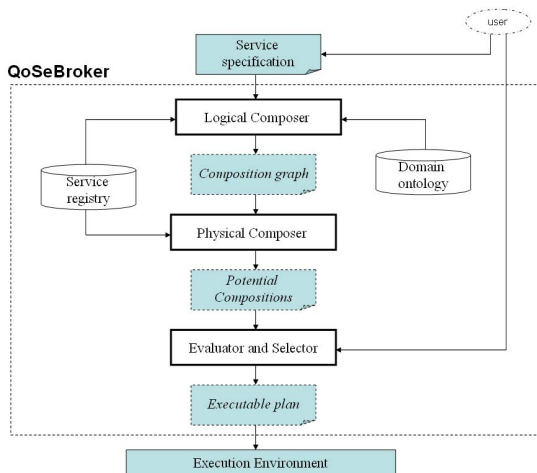 user
Service
specification
QoSeBroker
Logical Composer
Service
registry
Composition graph
Domain
ontology
Physical Composer
Potential
Compositions
Evaluator and Selector
Executable plan
Execution Environment